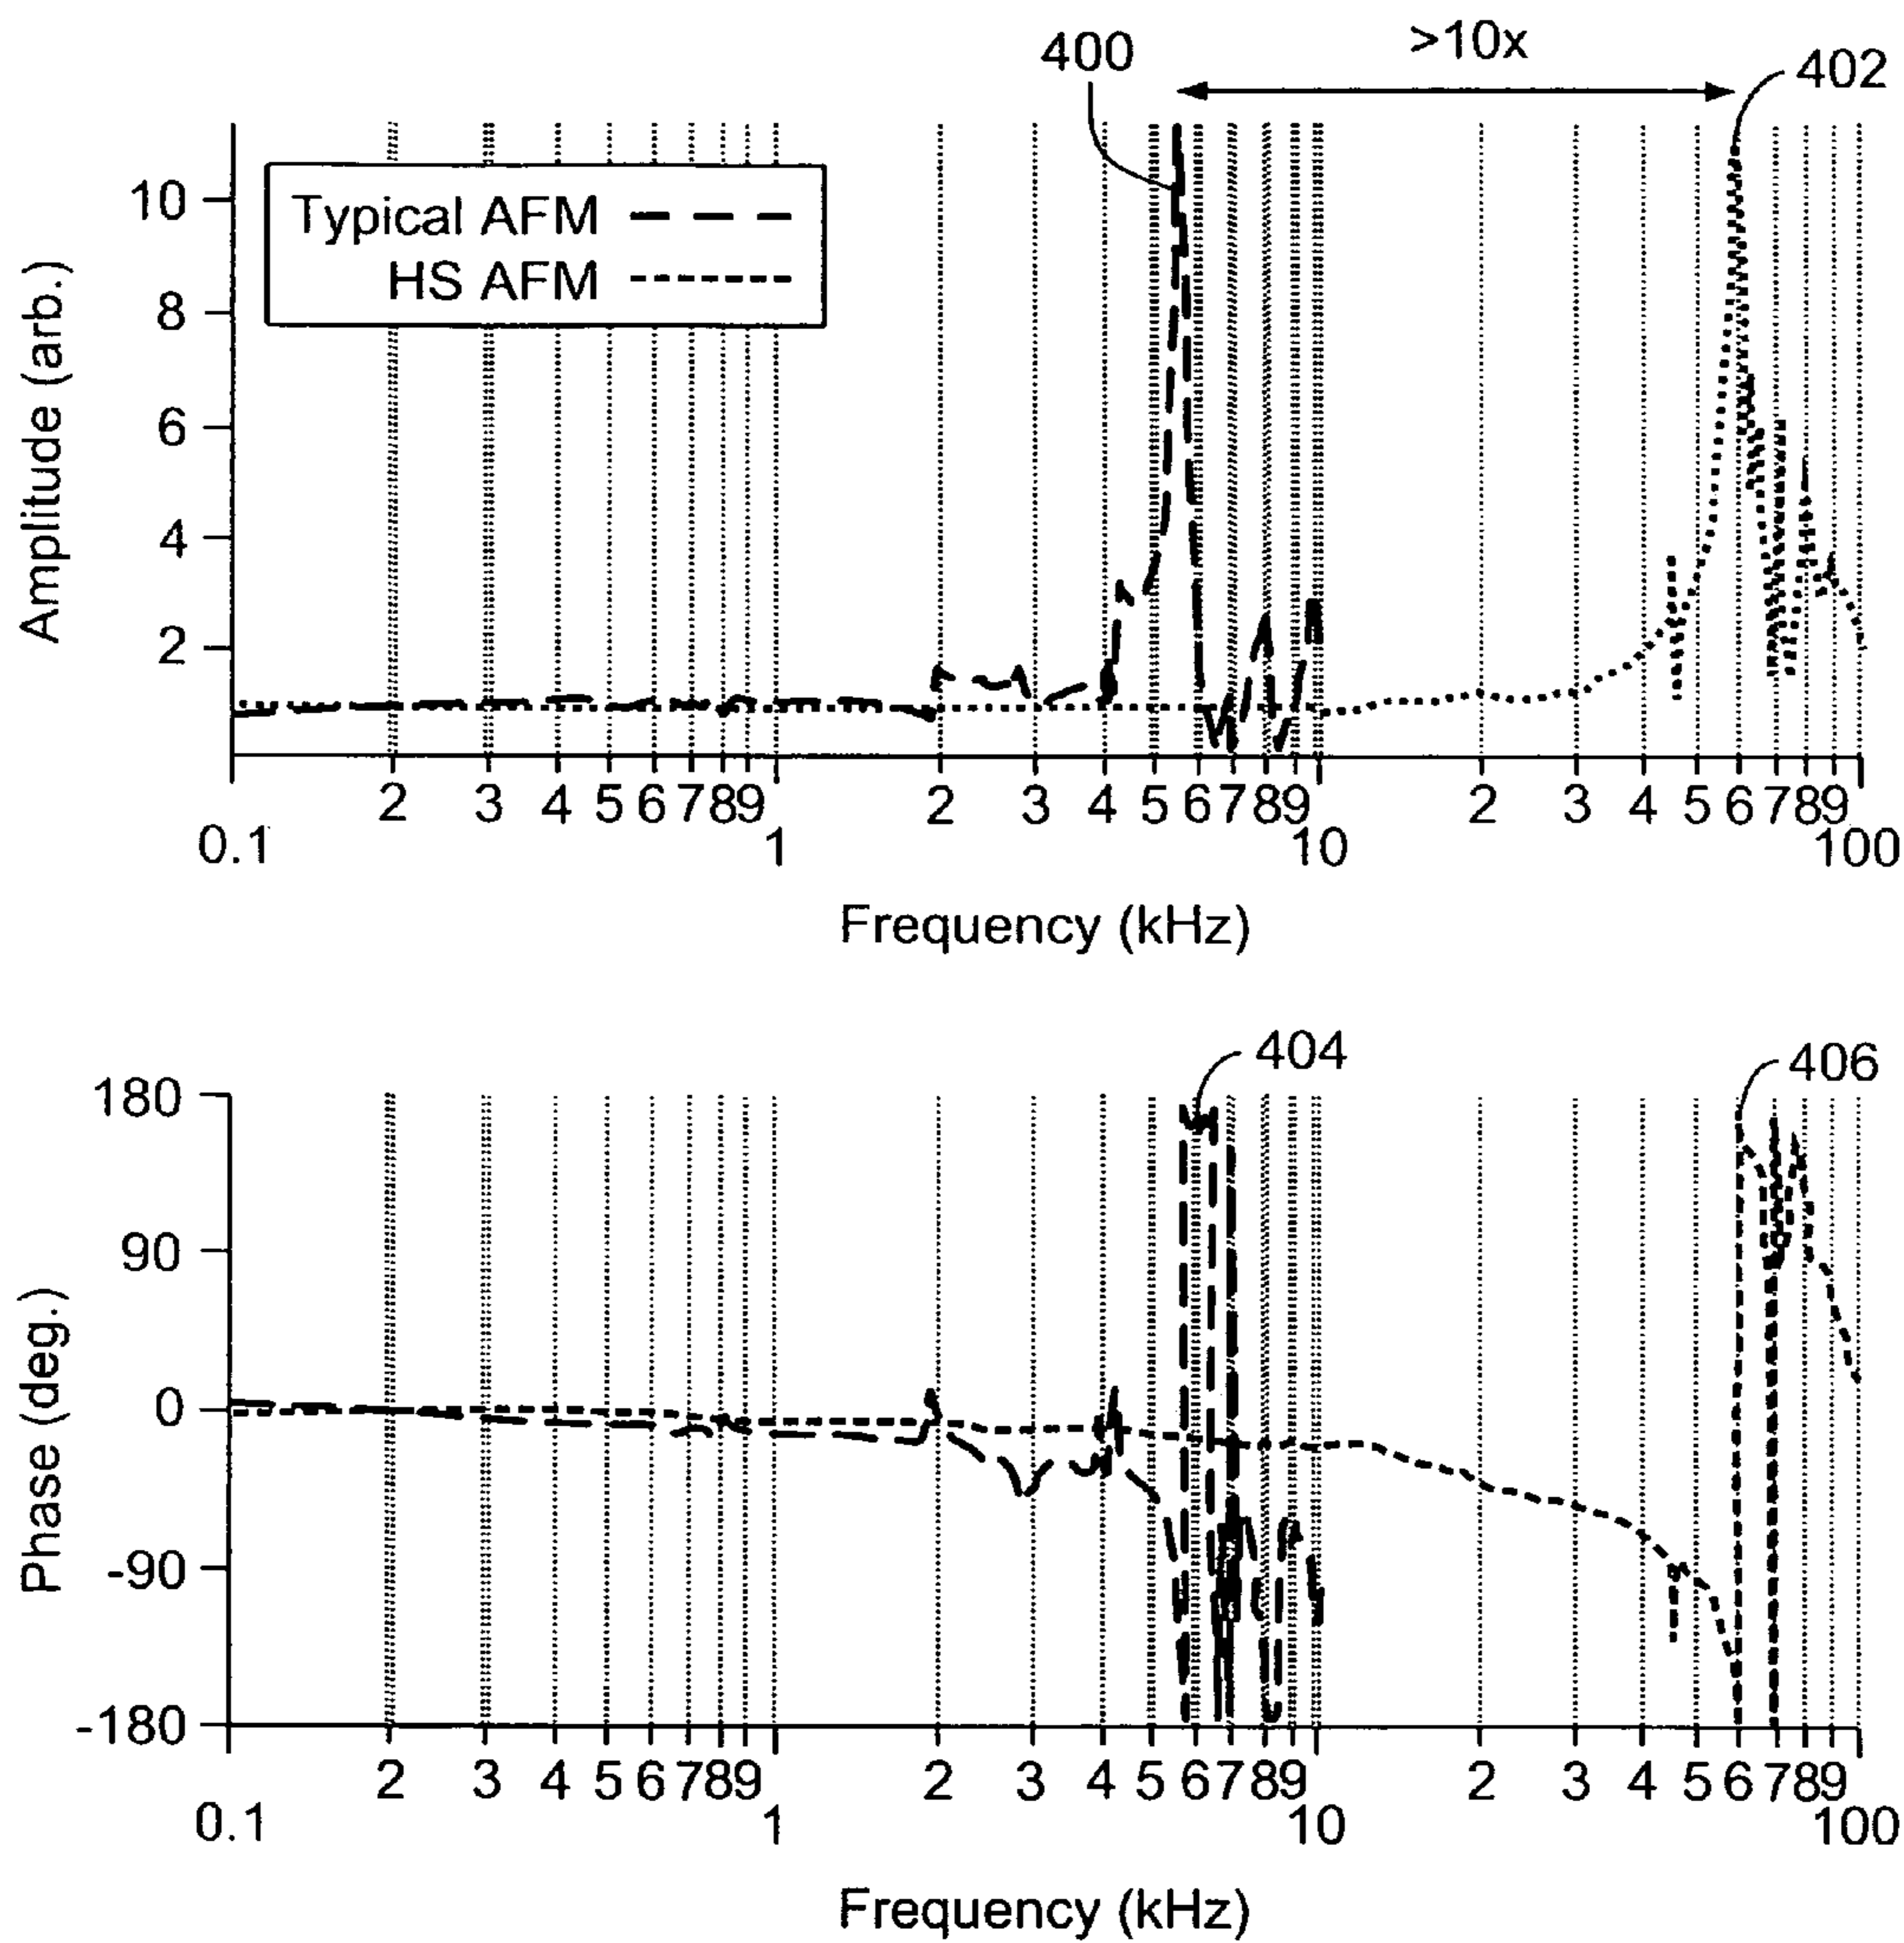 400
>10x
402
Typical AFM
HS AFM
Amplitude (arb.)
10
8
6
4
2
2 3 4 5 6 7 8 9 2 3 4 5 6 7 8 9 2 3 4 5 6 7 8 9
0.1 1 10 100
Frequency (kHz)
404
406
Phase (deg.)
180
90
0
-90
-180
2 3 4 5 6 7 8 9 2 3 4 5 6 7 8 9 2 3 4 5 6 7 8 9
0.1 1 10 100
Frequency (kHz)